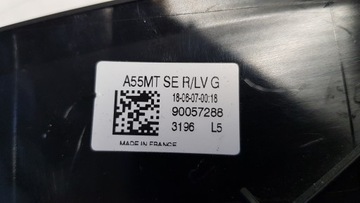 A55MT SE R/LV G
18-06-07-00:18
90057288
3196 L5
MADE IN FRANCE